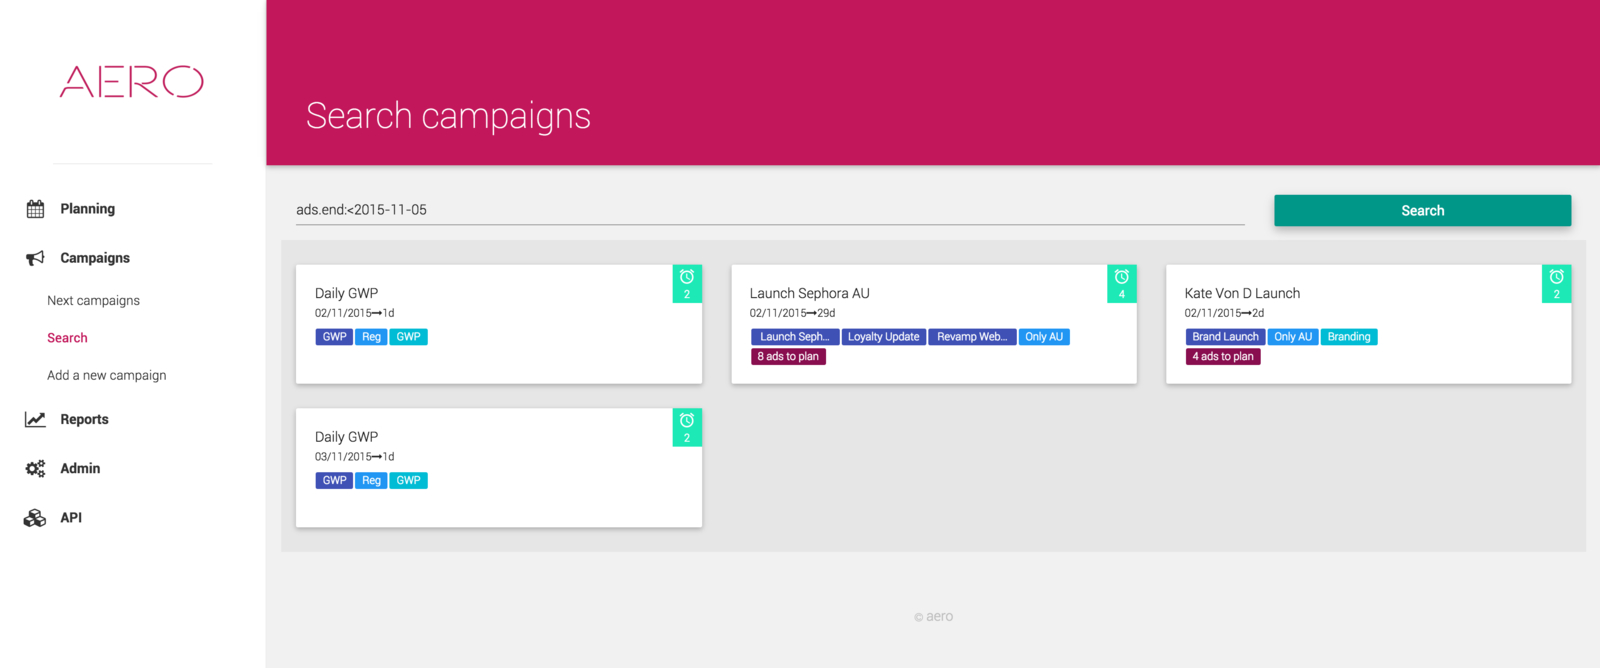 AERO
Planning
Campaigns
Next campaigns
Search
Add a new campaign
Reports
Admin
API
Search campaigns
ads.end:<2015-11-05
Search
Daily GWP
2
02/11/2015→1d
GWP Reg GWP
Launch Sephora AU
4
02/11/2015→29d
Launch Seph... Loyalty Update Revamp Web... Only AU
8 ads to plan
Kate Von D Launch
2
02/11/2015→2d
Brand Launch Only AU Branding
4 ads to plan
Daily GWP
2
03/11/2015→1d
GWP Reg GWP
© aero